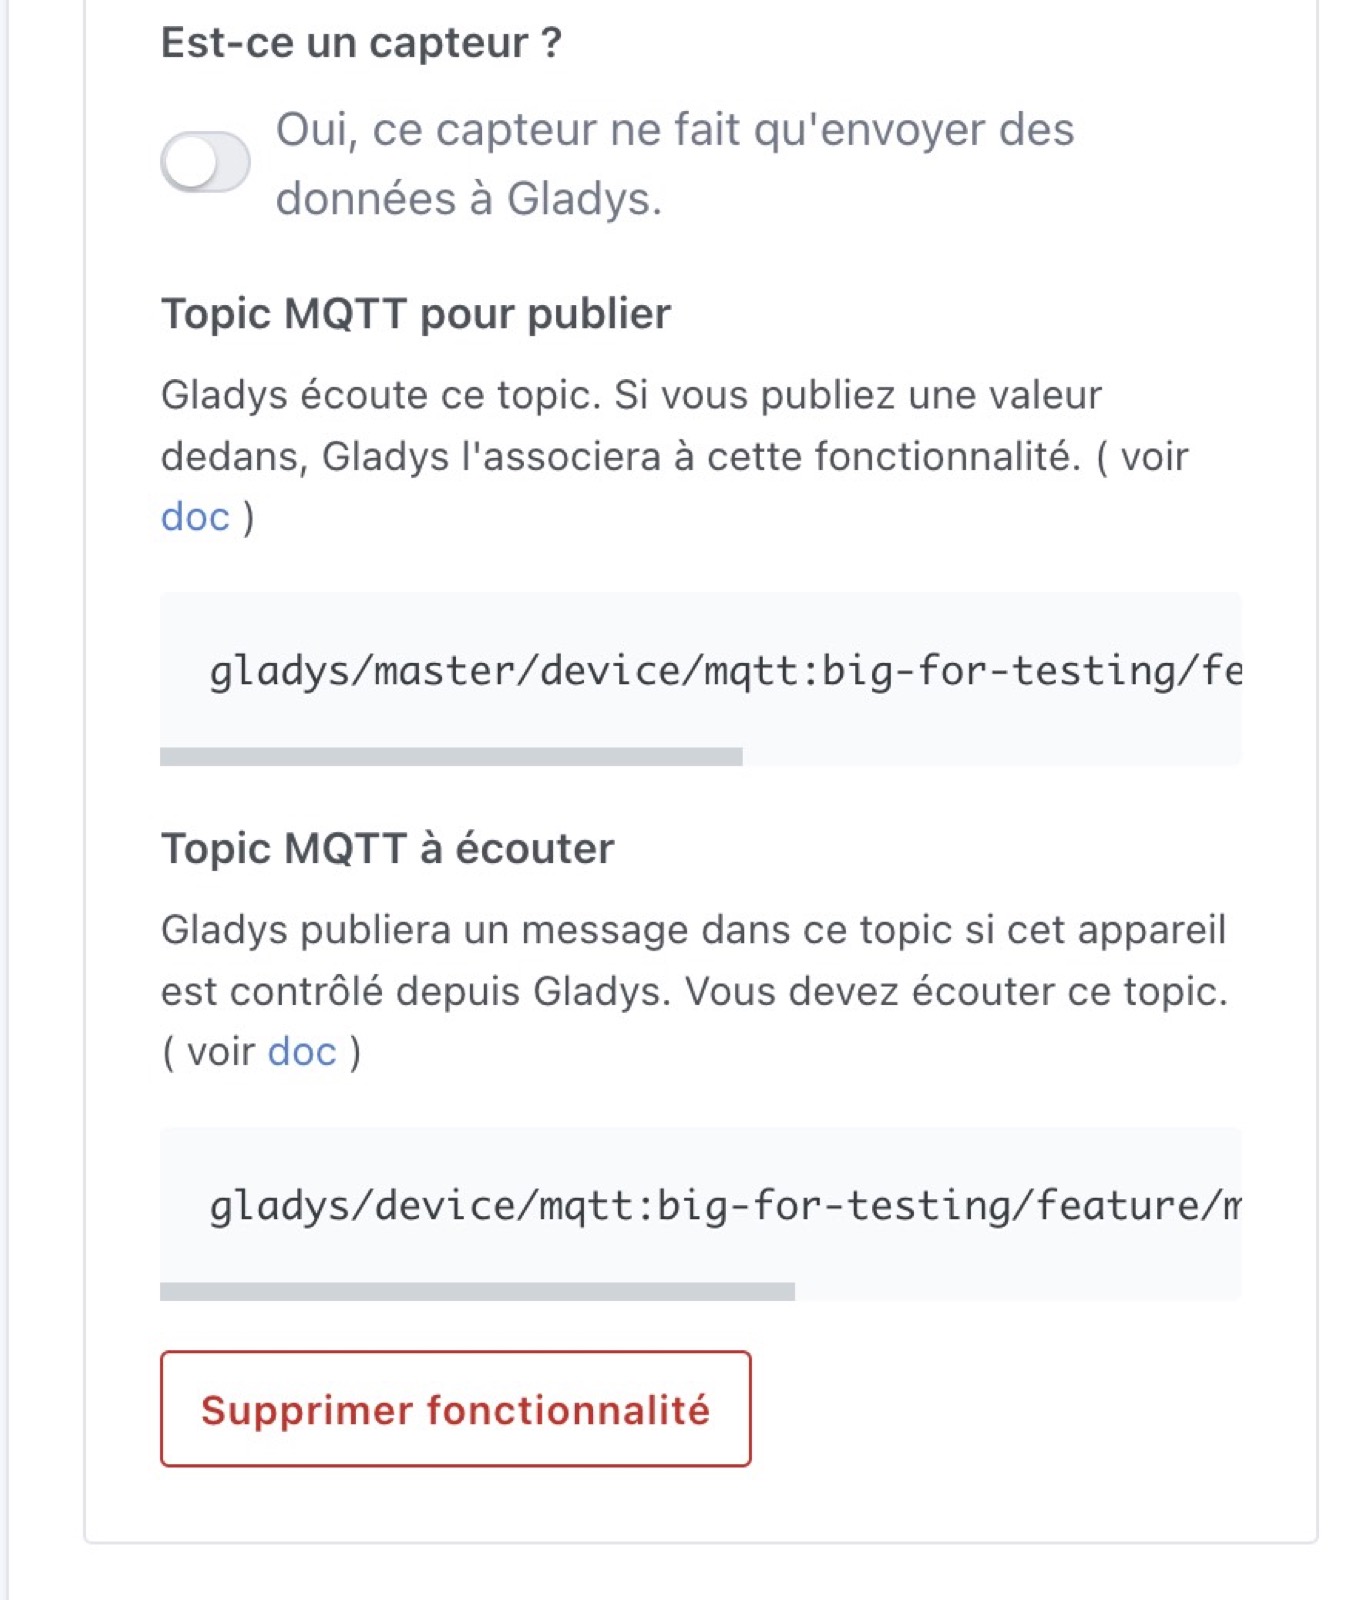 Est-ce un capteur ?
Oui, ce capteur ne fait qu'envoyer des
données à Gladys.
Topic MQTT pour publier
Gladys écoute ce topic. Si vous publiez une valeur
dedans, Gladys l'associera à cette fonctionnalité. ( voir
doc )
gladys/master/device/mqtt:big-for-testing/fe
Topic MQTT à écouter
Gladys publiera un message dans ce topic si cet appareil
est contrôlé depuis Gladys. Vous devez écouter ce topic.
( voir doc )
gladys/device/mqtt:big-for-testing/feature/m
Supprimer fonctionnalité